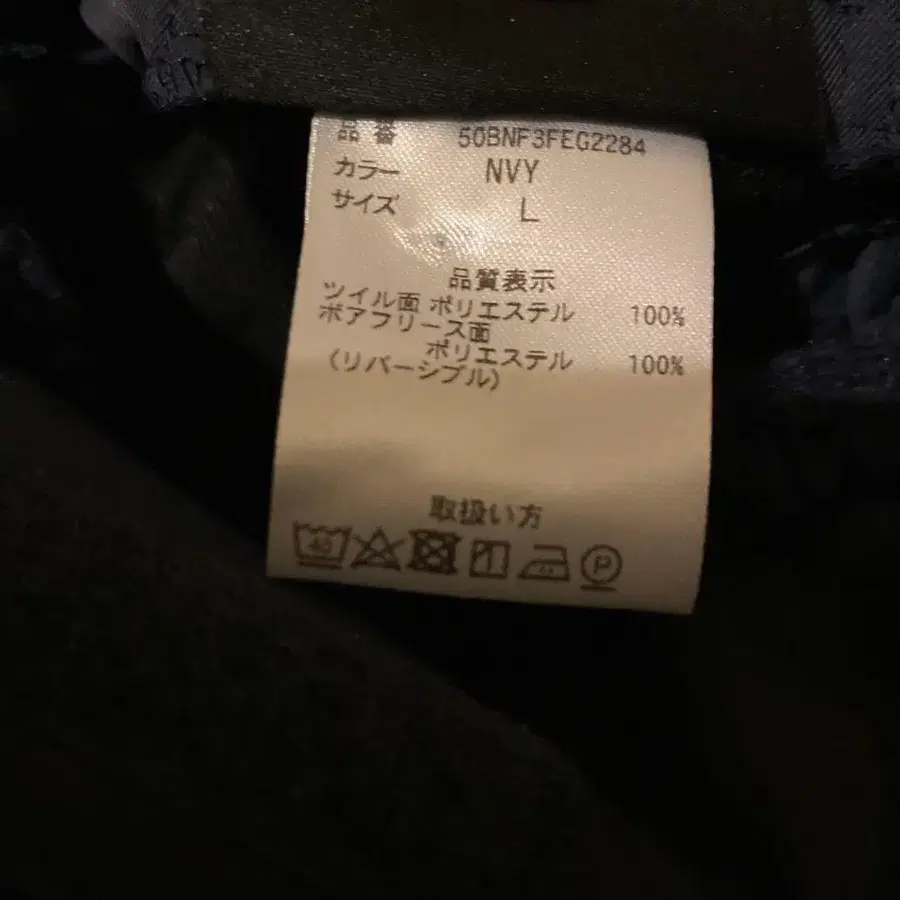 品番 50BNF3FEG2284
カラー NVY
サイズ L
品質表示
ツイル面 ポリエステル 100%
ボアフリース面
ポリエステル 100%
(リバーシブル)
取扱い方
40 P